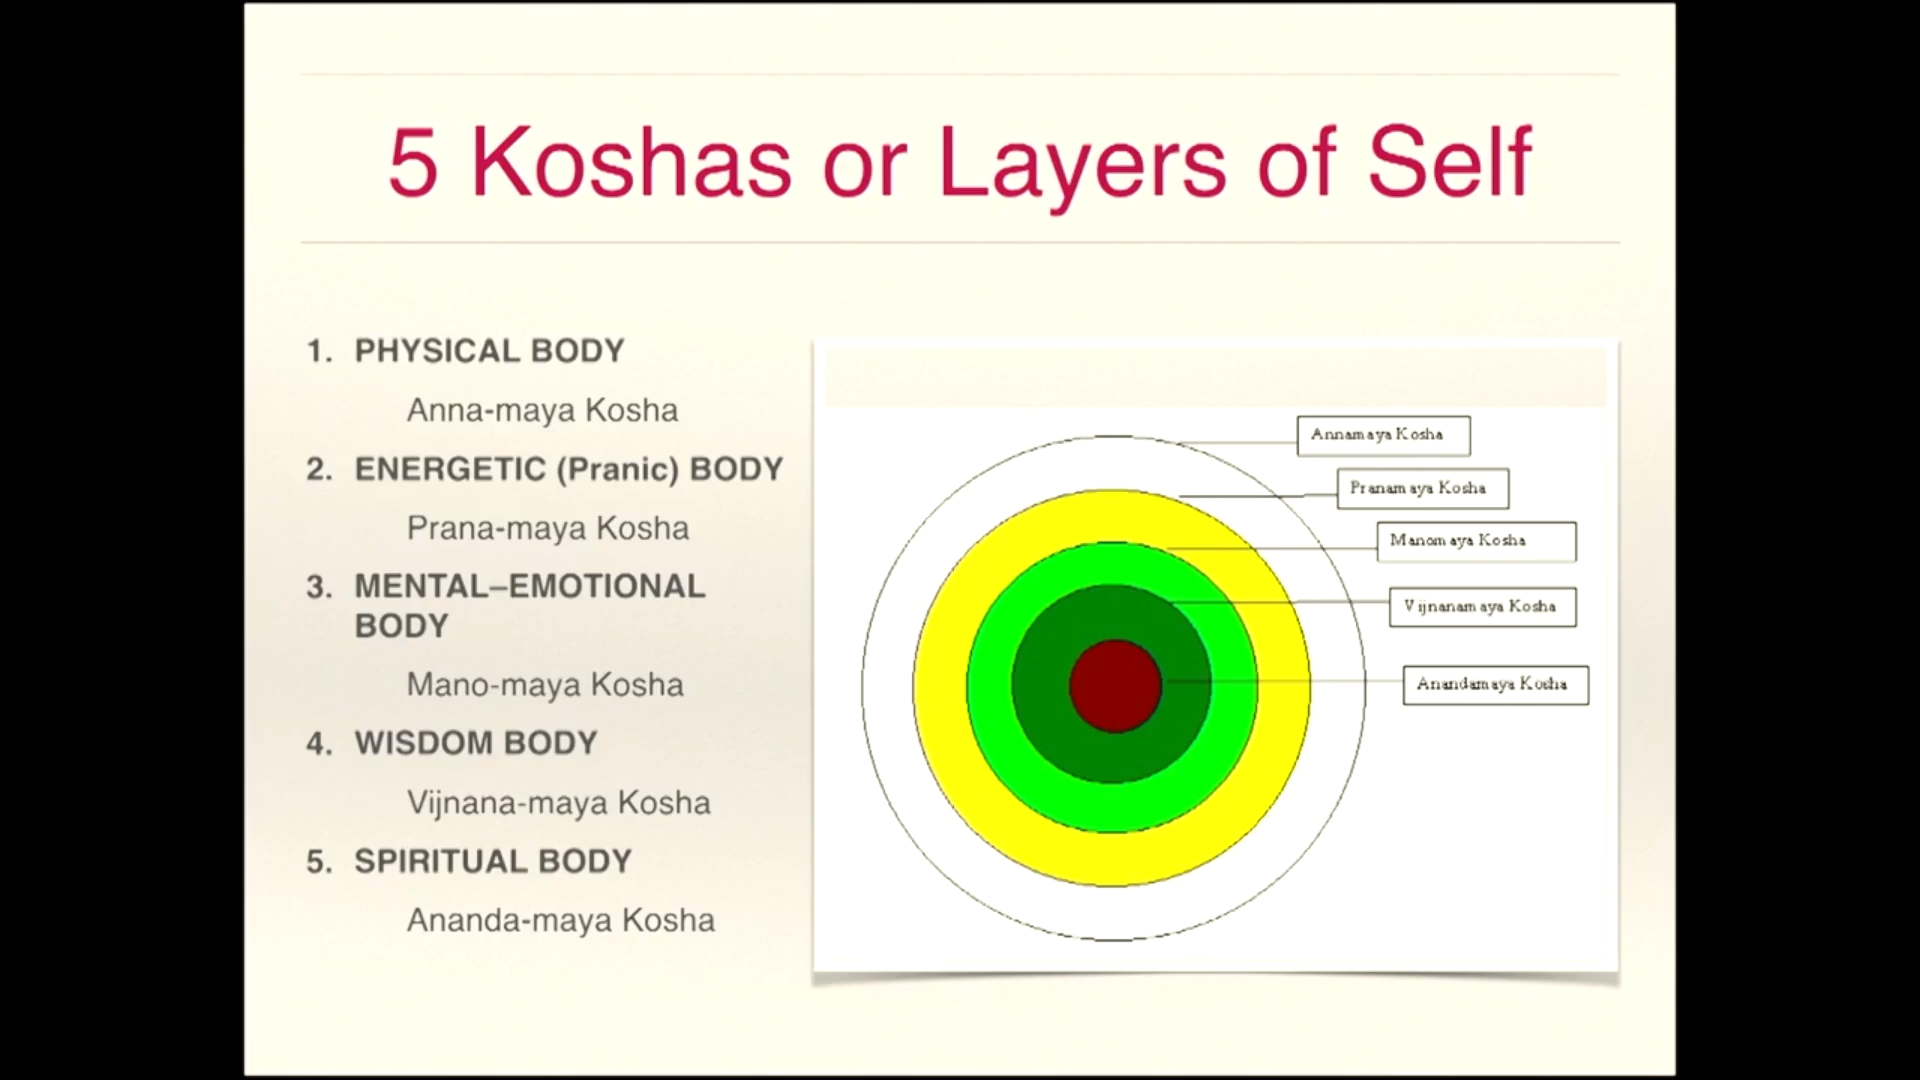 5 Koshas or Layers of Self
1. PHYSICAL BODY
Anna-maya Kosha
2. ENERGETIC (Pranic) BODY
Prana-maya Kosha
3. MENTAL–EMOTIONAL
BODY
Mano-maya Kosha
4. WISDOM BODY
Vijnana-maya Kosha
5. SPIRITUAL BODY
Ananda-maya Kosha
Annamaya Kosha
Pranamaya Kosha
Manomaya Kosha
Vijnanamaya Kosha
Anandamaya Kosha